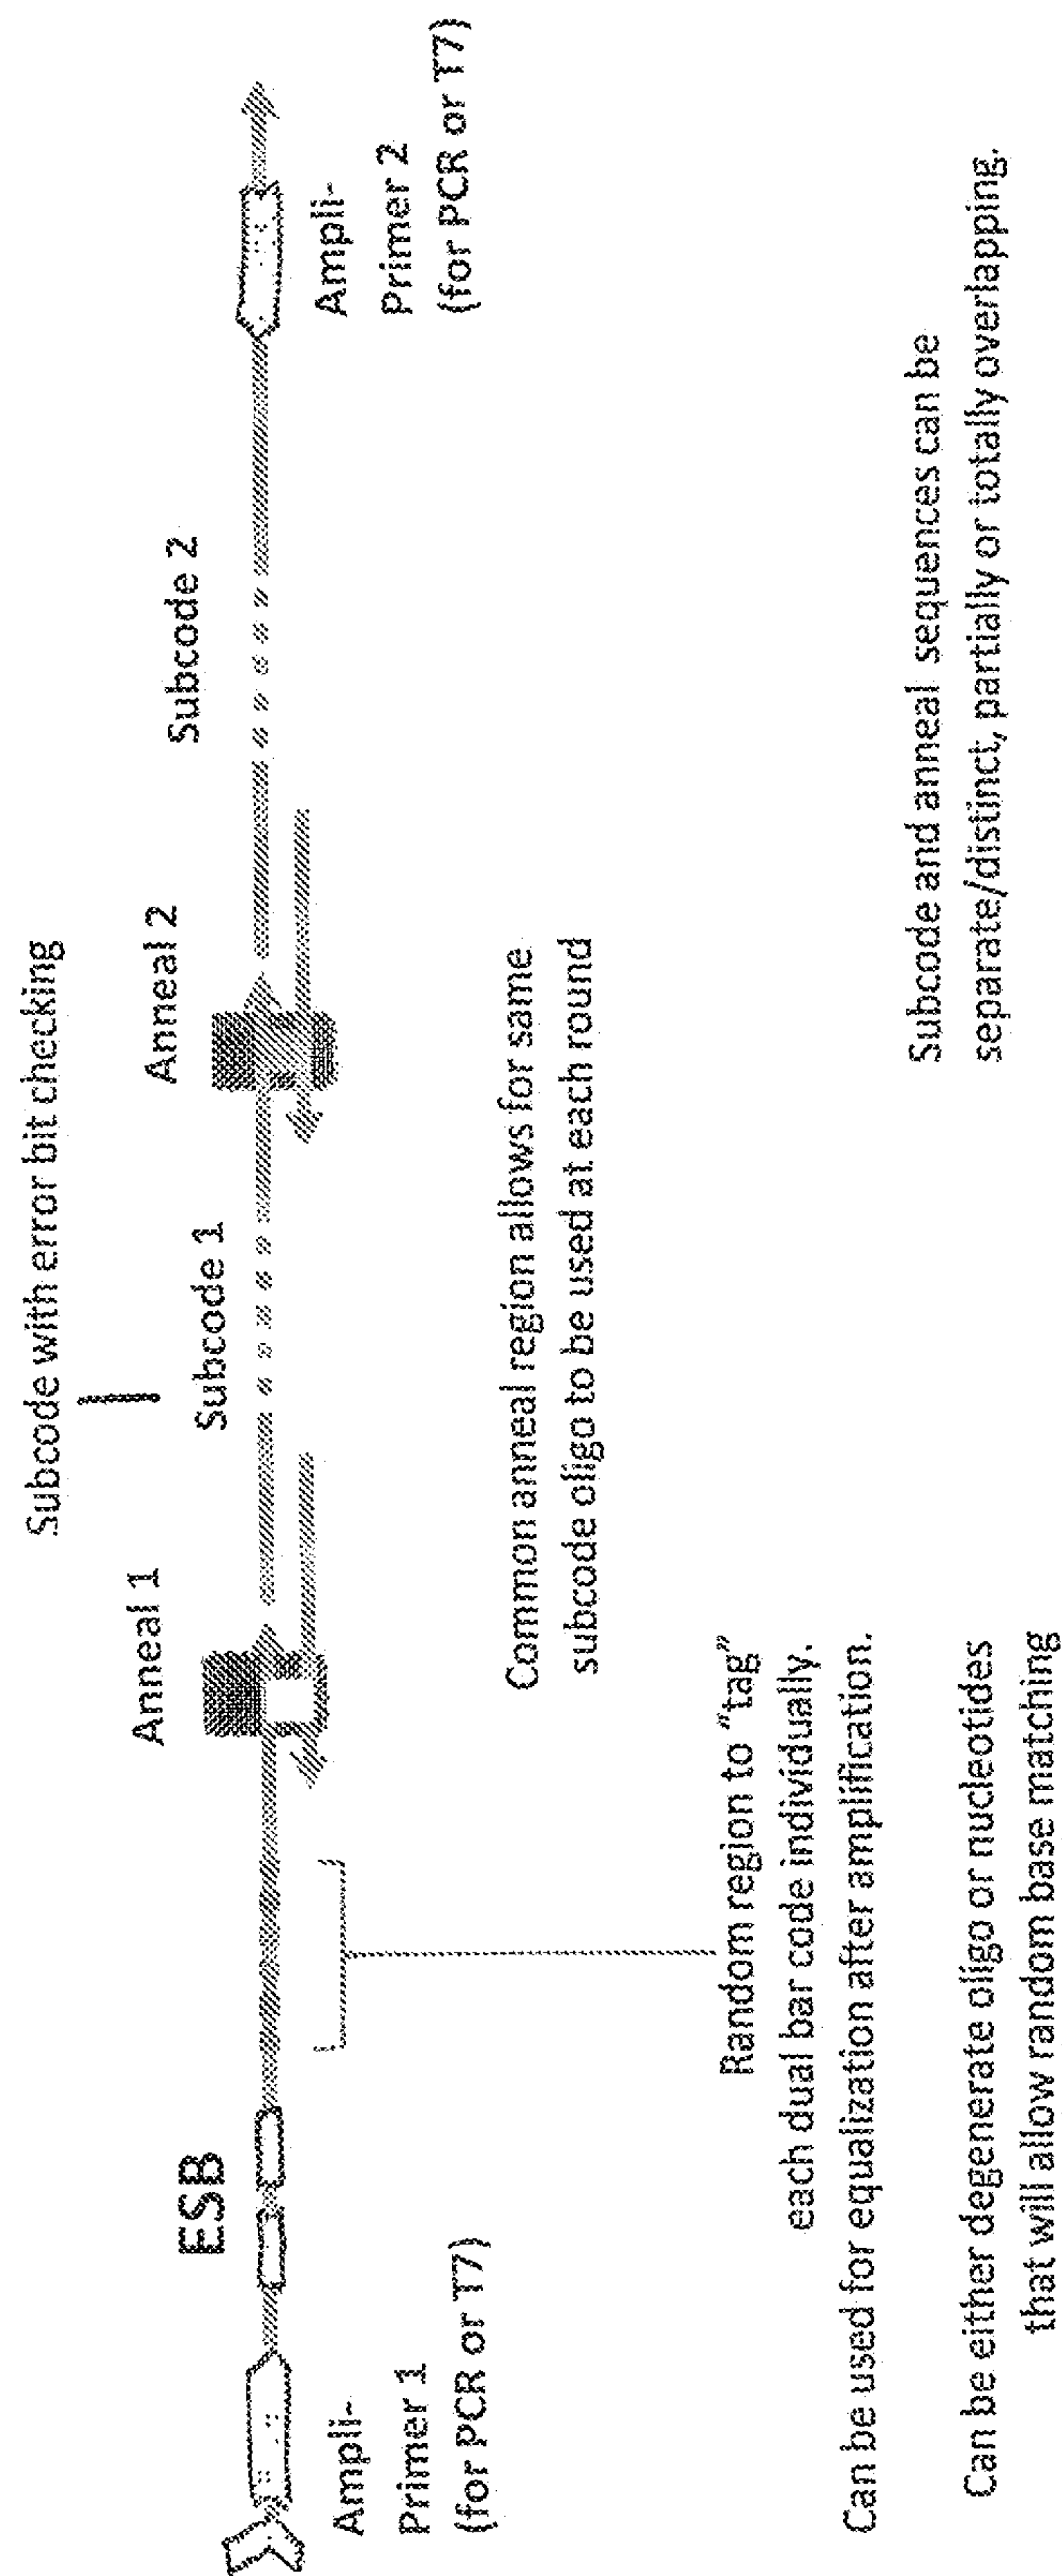 Subcode with error bit checking
Anneal 1
Subcode 1
Anneal 2
Subcode 2
ESB
Ampli-
Primer 1
(for PCR or T7)
Ampli-
Primer 2
(for PCR or T7)
Common anneal region allows for same
subcode oligo to be used at each round
Random region to “tag”
each dual bar code individually.
Can be used for equalization after amplification.
Can be either degenerate oligo or nucleotides
that will allow random base matching
Subcode and anneal sequences can be
separate/distinct, partially or totally overlapping.